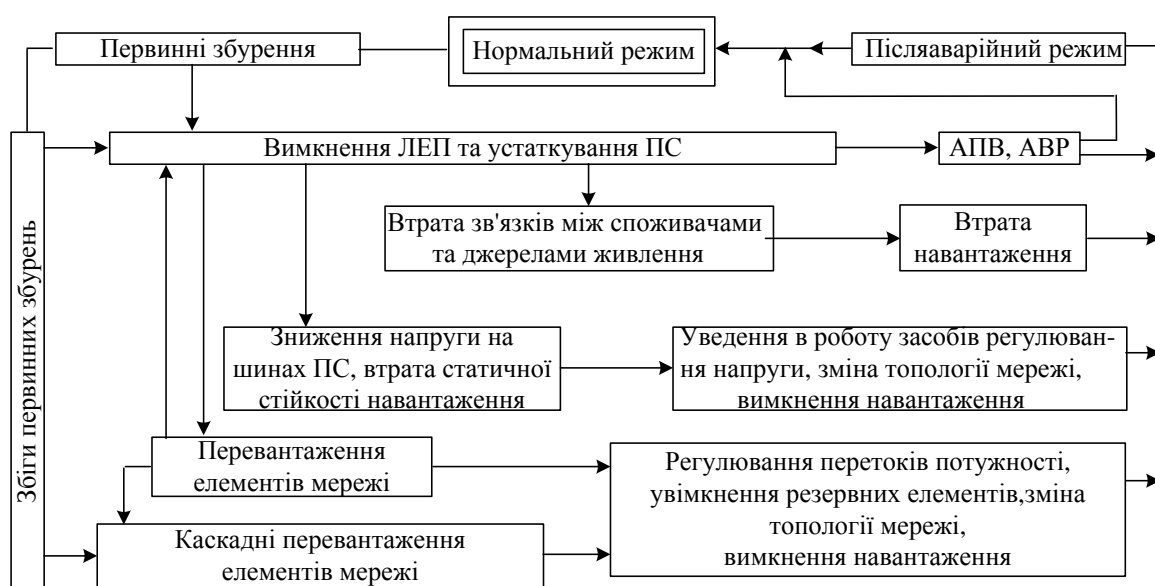 Первинні збурення
Нормальний режим
Післяаварійний режим
Збіги первинних збурень
Вимкнення ЛЕП та устаткування ПС
АПВ, АВР
Втрата зв'язків між споживачами
та джерелами живлення
Втрата
навантаження
Зниження напруги на
шинах ПС, втрата статичної
стійкості навантаження
Уведення в роботу засобів регулюван-
ня напруги, зміна топології мережі,
вимкнення навантаження
Перевантаження
елементів мережі
Регулювання перетоків потужності,
увімкнення резервних елементів,зміна
топології мережі,
вимкнення навантаження
Каскадні перевантаження
елементів мережі